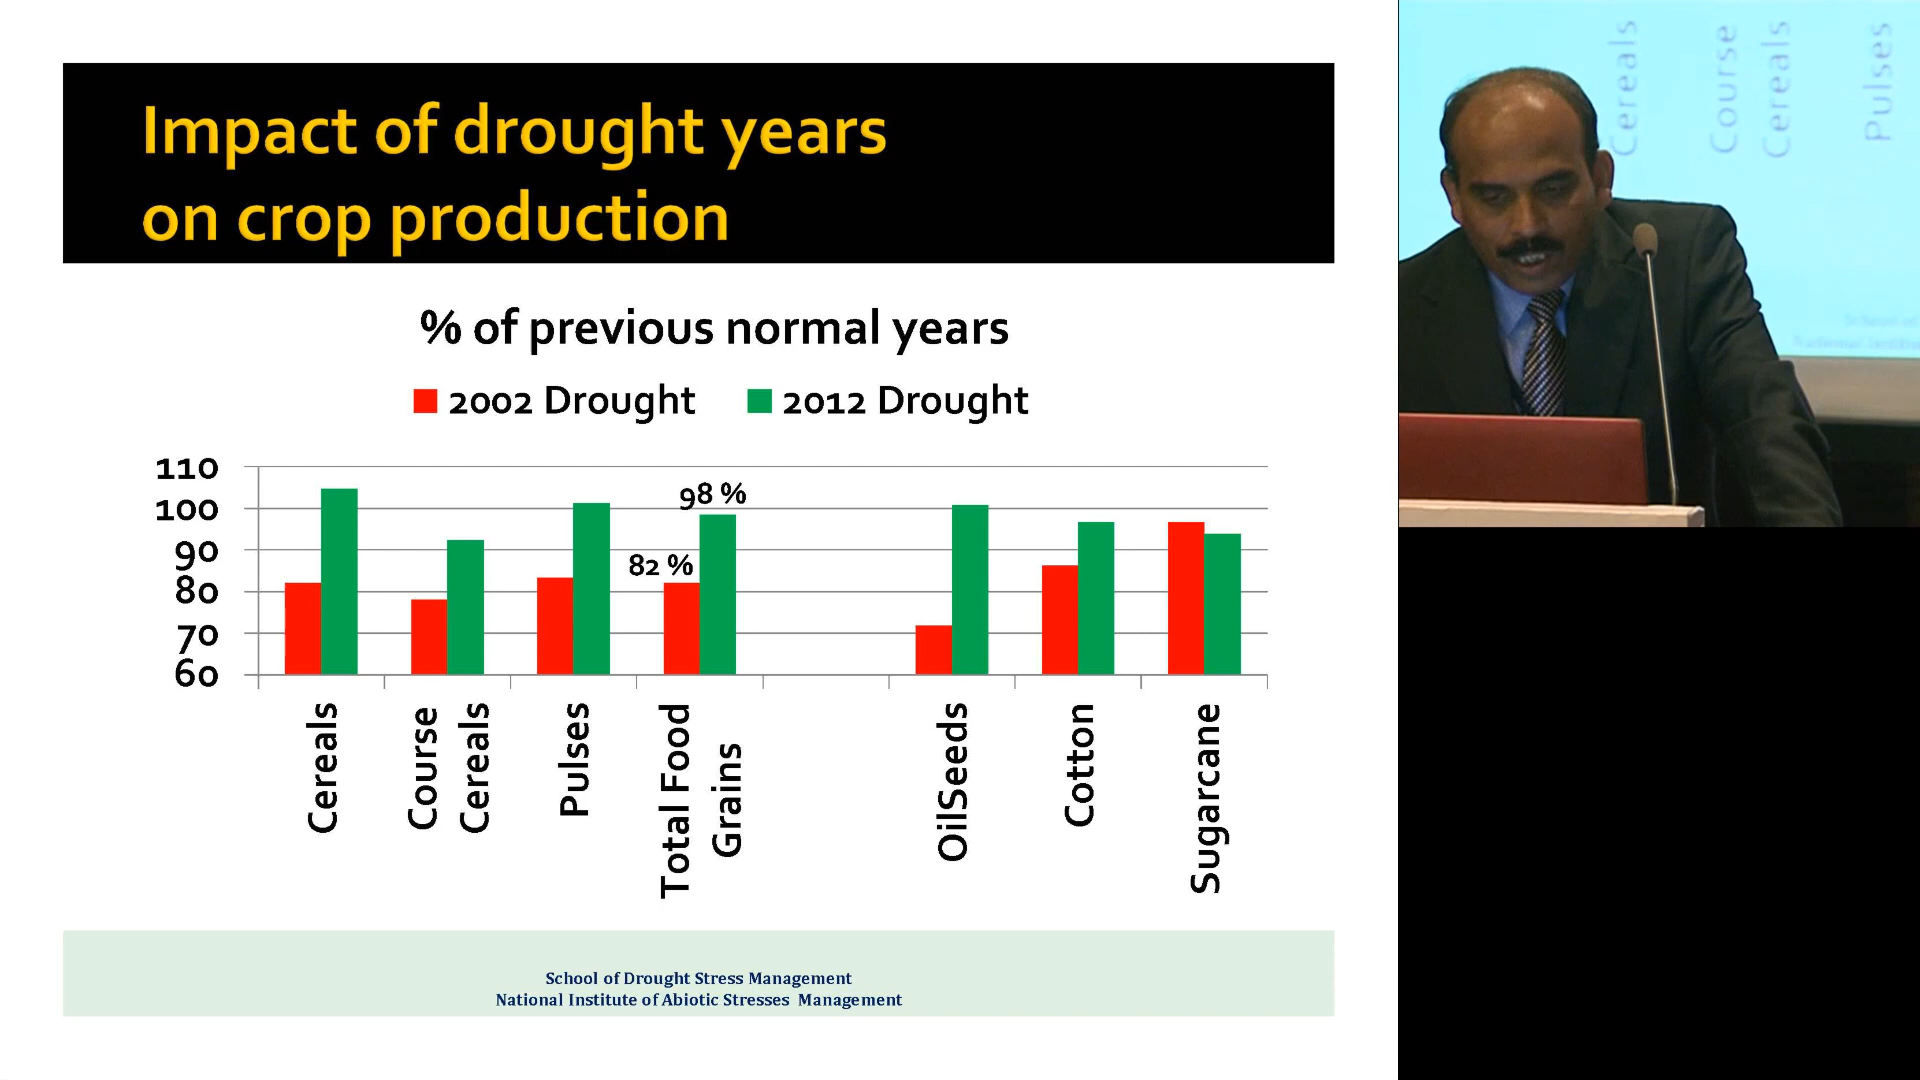 Impact of drought years
on crop production
% of previous normal years
2002 Drought
2012 Drought
110
100
90
80
70
60
98 %
82 %
Cereals
Course
Cereals
Pulses
Total Food
Grains
OilSeeds
Cotton
Sugarcane
School of Drought Stress Management
National Institute of Abiotic Stresses Management
Cereals
Course
Cereals
Pulses